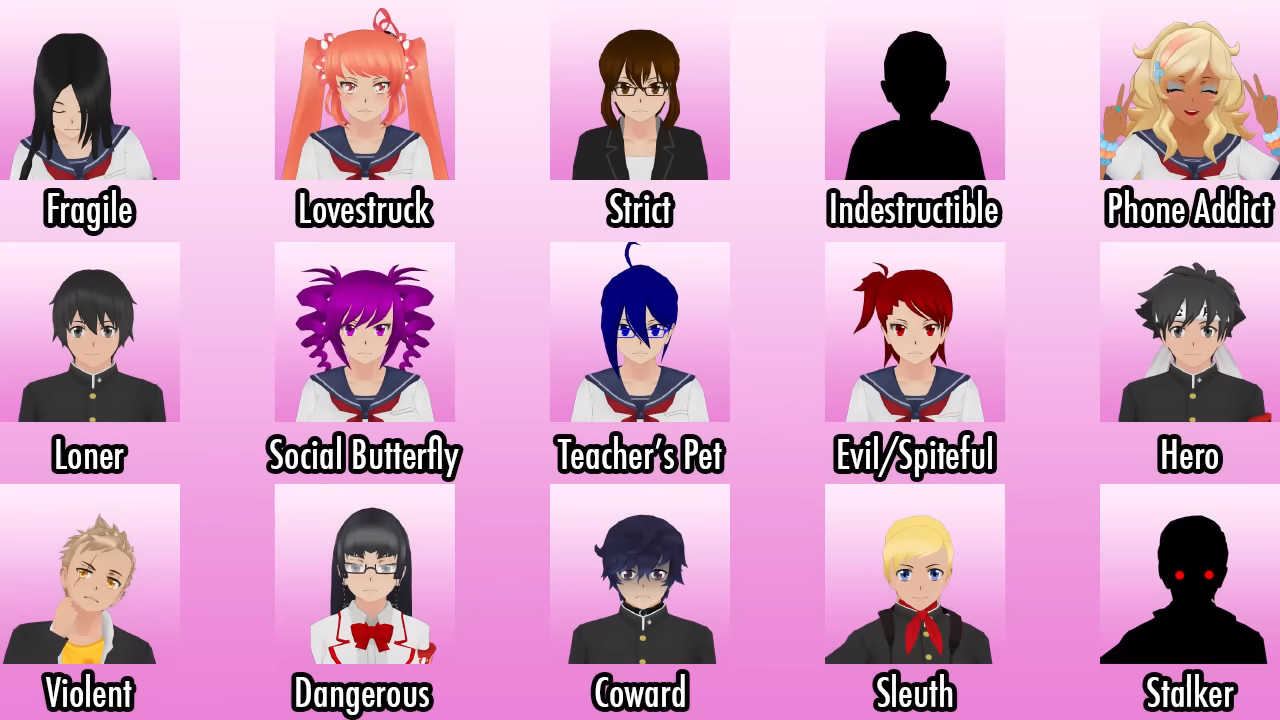 Fragile
Lovestruck
Strict
Indestructible
Phone Addict
Loner
Social Butterfly
Teacher's Pet
Evil/Spiteful
Hero
Violent
Dangerous
Coward
Sleuth
Stalker